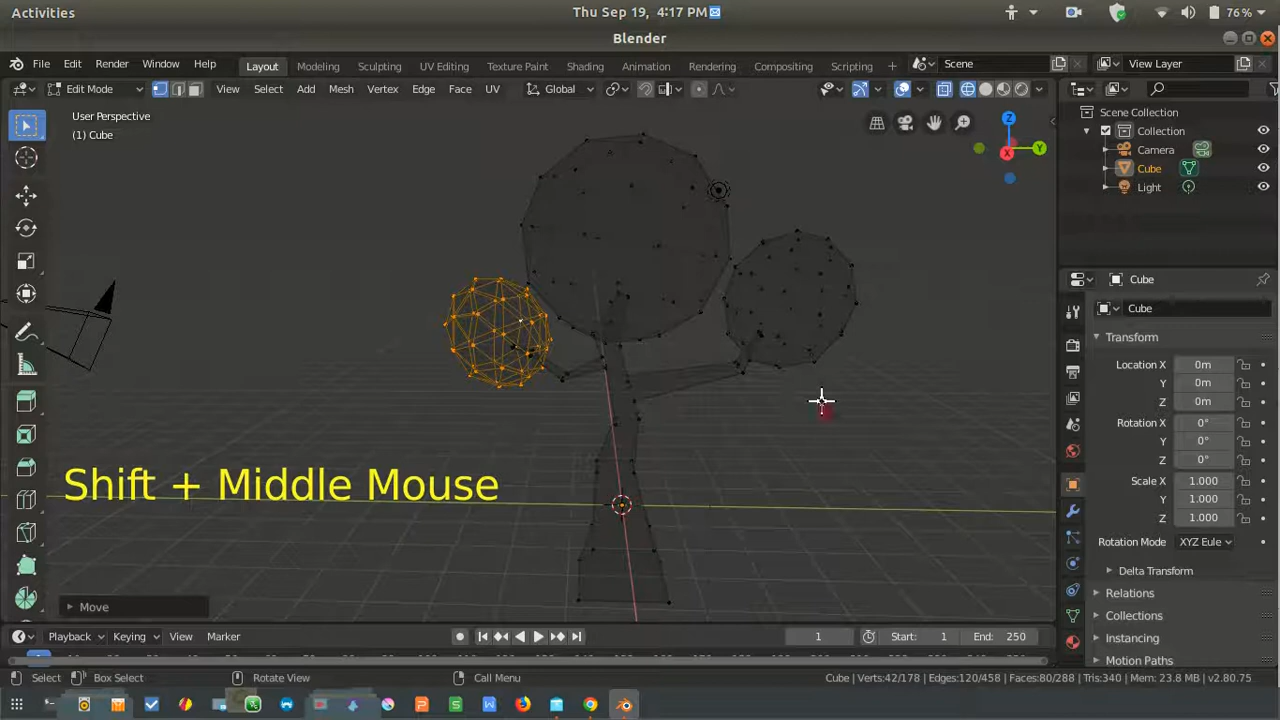 Activities
Thu Sep 19, 4:17 PM
76%
Blender
File Edit Render Window Help
Layout Modeling Sculpting UV Editing Texture Paint Shading Animation Rendering Compositing Scripting
Scene
View Layer
Edit Mode View Select Add Mesh Vertex Edge Face UV Global
User Perspective
(1) Cube
Z
Y
X
Scene Collection
Collection
Camera
Cube
Light
Cube
Cube
Transform
Location X 0m
Y 0m
Z 0m
Rotation X 0°
Y 0°
Z 0°
Scale X 1.000
Y 1.000
Z 1.000
Rotation Mode XYZ Eule
Delta Transform
Relations
Collections
Instancing
Motion Paths
Shift + Middle Mouse
Move
Playback Keying View Marker
1
Start: 1
End: 250
Select Box Select Rotate View Call Menu
Cube | Verts:42/178 | Edges:120/458 | Faces:80/288 | Tris:340 | Mem: 23.8 MB | v2.80.75